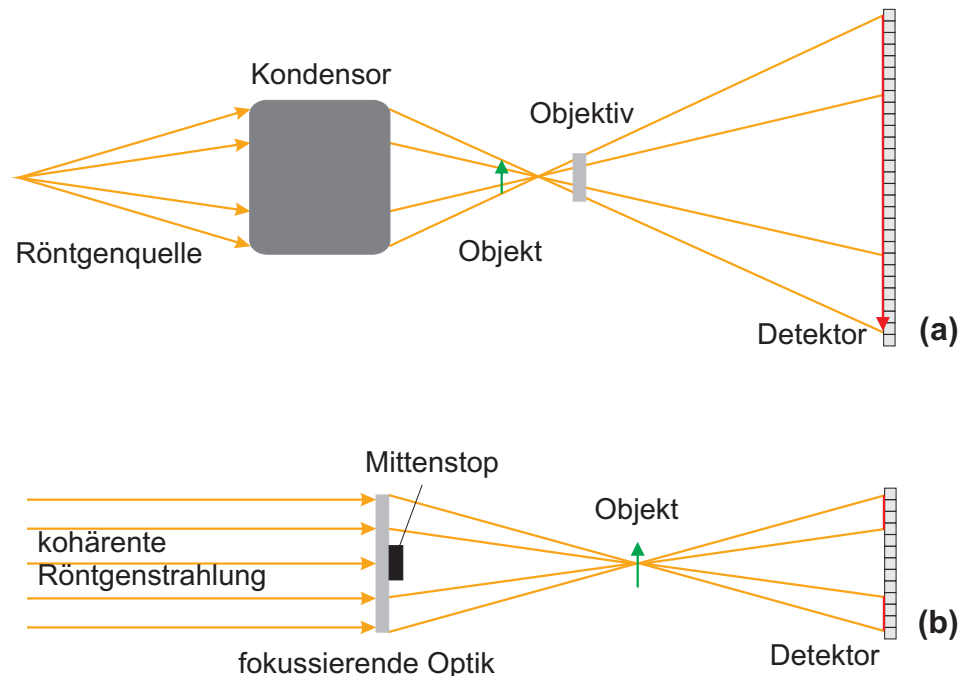 Kondensor
Objektiv
Röntgenquelle
Objekt
Detektor
(a)
Mittenstop
Objekt
kohärente
Röntgenstrahlung
fokussierende Optik
Detektor
(b)